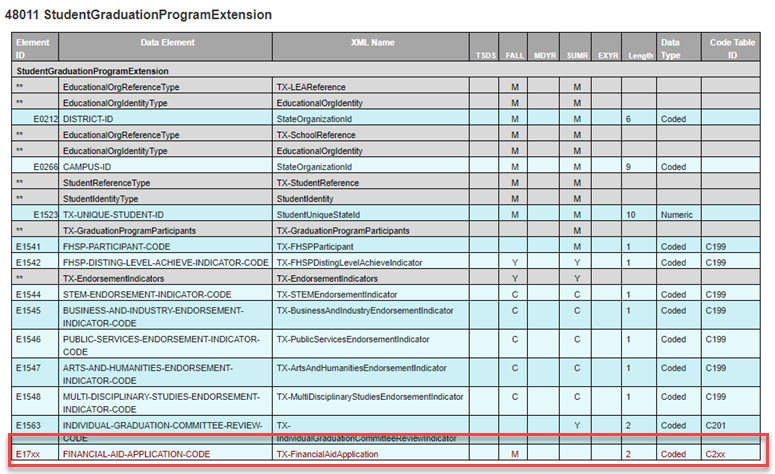 48011 StudentGraduationProgramExtension
Element ID Data Element XML Name TSDS FALL MDYR SUMR EXYR Length Data Type Code Table ID
StudentGraduationProgramExtension
** EducationalOrgReferenceType TX-LEAReference M M
** EducationalOrgIdentityType EducationalOrgIdentity M M
E0212 DISTRICT-ID StateOrganizationId M M 6 Coded
** EducationalOrgReferenceType TX-SchoolReference M M
** EducationalOrgIdentityType EducationalOrgIdentity M M
E0266 CAMPUS-ID StateOrganizationId M M 9 Coded
** StudentReferenceType TX-StudentReference M M
** StudentIdentityType StudentIdentity M M
E1523 TX-UNIQUE-STUDENT-ID StudentUniqueStateId M M 10 Numeric
** TX-GraduationProgramParticipants TX-GraduationProgramParticipants M
E1541 FHSP-PARTICIPANT-CODE TX-FHSPParticipant M 1 Coded C199
E1542 FHSP-DISTING-LEVEL-ACHIEVE-INDICATOR-CODE TX-FHSPDistingLevelAchieveIndicator Y Y 1 Coded C199
** TX-EndorsementIndicators TX-EndorsementIndicators Y Y
E1544 STEM-ENDORSEMENT-INDICATOR-CODE TX-STEMEndorsementIndicator C C 1 Coded C199
E1545 BUSINESS-AND-INDUSTRY-ENDORSEMENT- TX-BusinessAndIndustryEndorsementIndicator C C 1 Coded C199
INDICATOR-CODE
E1546 PUBLIC-SERVICES-ENDORSEMENT-INDICATOR- TX-PublicServicesEndorsementIndicator C C 1 Coded C199
CODE
E1547 ARTS-AND-HUMANITIES-ENDORSEMENT- TX-ArtsAndHumanitiesEndorsementIndicator C C 1 Coded C199
INDICATOR-CODE
E1548 MULTI-DISCIPLINARY-STUDIES-ENDORSEMENT- TX-MultiDisciplinaryStudiesEndorsementIndicator C C 1 Coded C199
INDICATOR-CODE
E1563 INDIVIDUAL-GRADUATION-COMMITTEE-REVIEW- TX- Y 2 Coded C201
CODE IndividualGraduationCommitteeReviewIndicator
E17xx FINANCIAL-AID-APPLICATION-CODE TX-FinancialAidApplication M 2 Coded C2xx